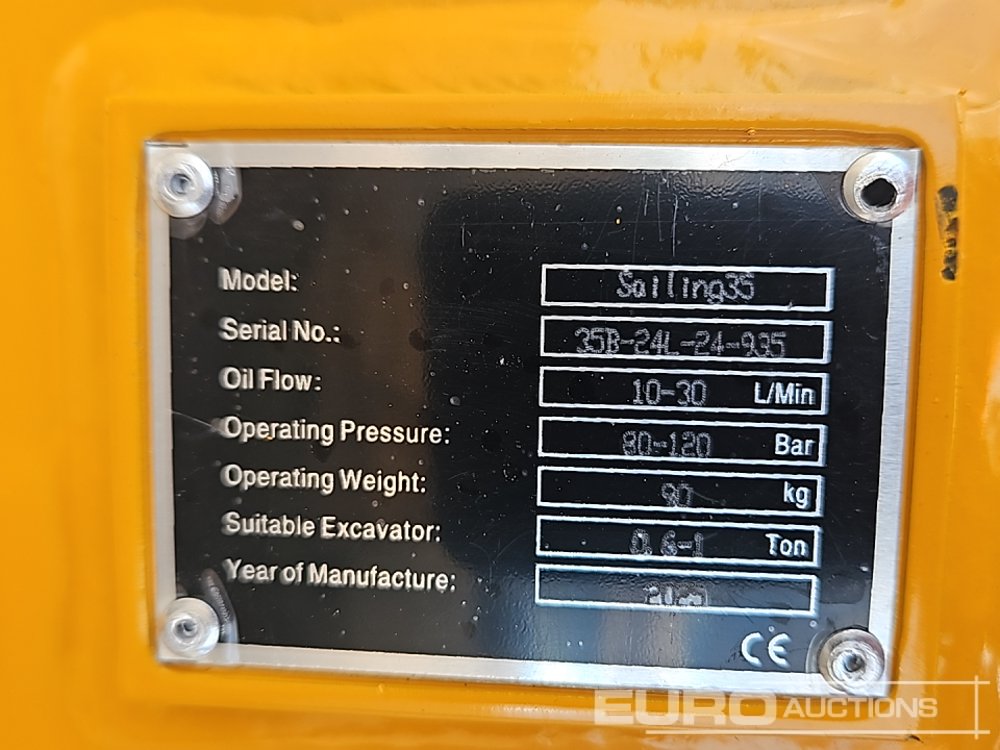 Model: Sailing35
Serial No.: 35B-24L-24-935
Oil Flow: 10-30 L/Min
Operating Pressure: 80-120 Bar
Operating Weight: 90 kg
Suitable Excavator: 0.6-1 Ton
Year of Manufacture:
CE
EURO AUCTIONS